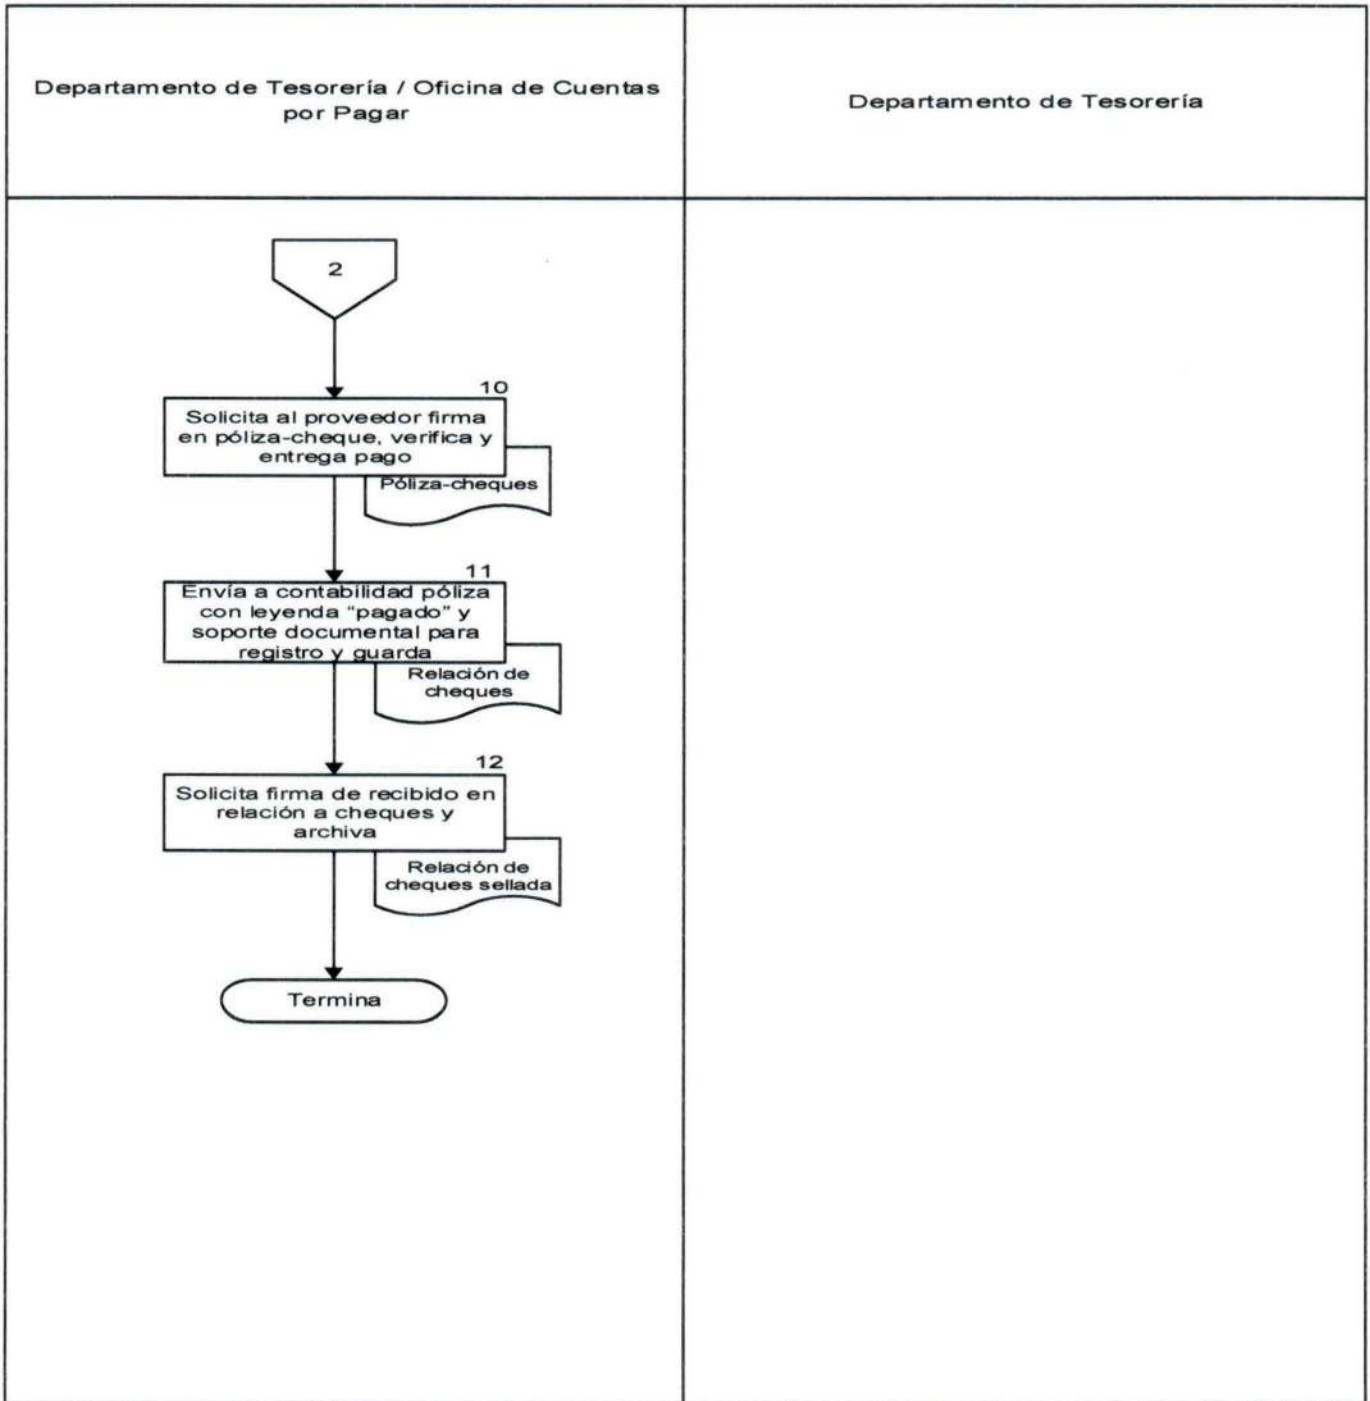 Departamento de Tesorería / Oficina de Cuentas
por Pagar
Departamento de Tesorería
2
10
Solicita al proveedor firma
en póliza-cheque, verifica y
entrega pago
Póliza-cheques
11
Envía a contabilidad póliza
con leyenda “pagado” y
soporte documental para
registro y guarda
Relación de
cheques
12
Solicita firma de recibido en
relación a cheques y
archiva
Relación de
cheques sellada
Termina